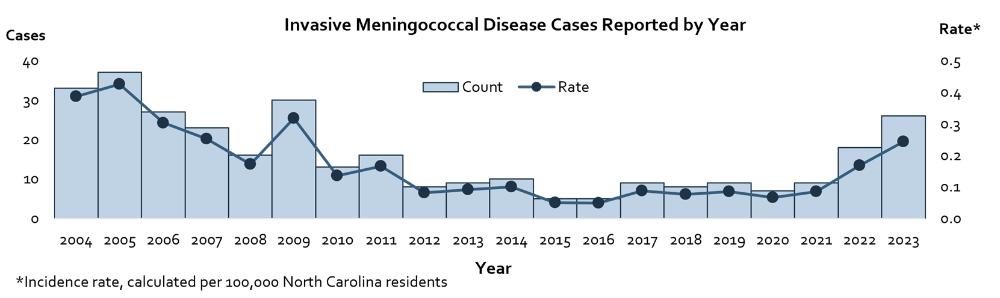 Invasive Meningococcal Disease Cases Reported by Year
Cases
Rate*
40
30
20
10
0
0.5
0.4
0.3
0.2
0.1
0.0
Count
Rate
2004 2005 2006 2007 2008 2009 2010 2011 2012 2013 2014 2015 2016 2017 2018 2019 2020 2021 2022 2023
Year
*Incidence rate, calculated per 100,000 North Carolina residents